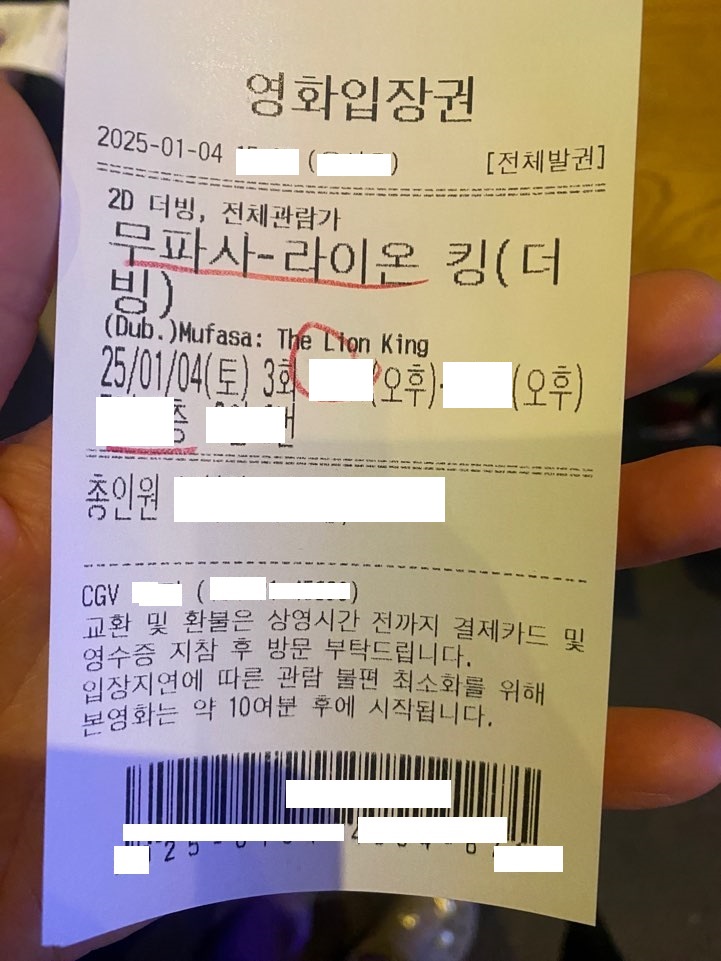 영화입장권
2025-01-04 ( ) [전체발권]
2D 더빙, 전체관람가
무파사-라이온 킹(더
빙)
(Dub.)Mufasa: The Lion King
25/01/04(토) 3회 (오후)- (오후)
층
총인원
CGV ( )
교환 및 환불은 상영시간 전까지 결제카드 및
영수증 지참 후 방문 부탁드립니다.
입장지연에 따른 관람 불편 최소화를 위해
본영화는 약 10여분 후에 시작됩니다.